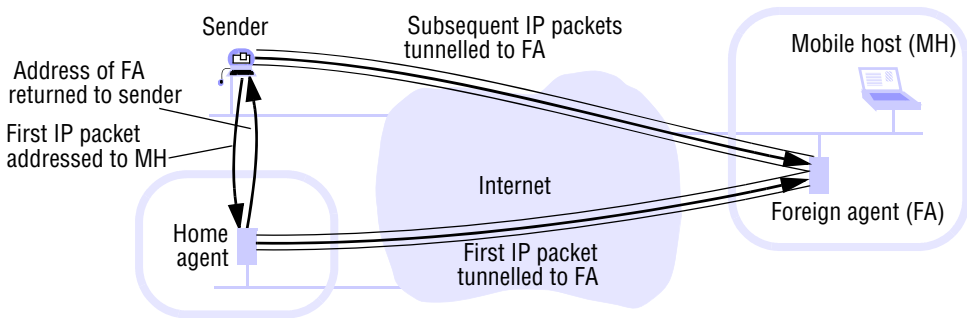 Sender
Subsequent IP packets
tunnelled to FA
Mobile host (MH)
Address of FA
returned to sender
First IP packet
addressed to MH
Internet
Foreign agent (FA)
Home
agent
First IP packet
tunnelled to FA